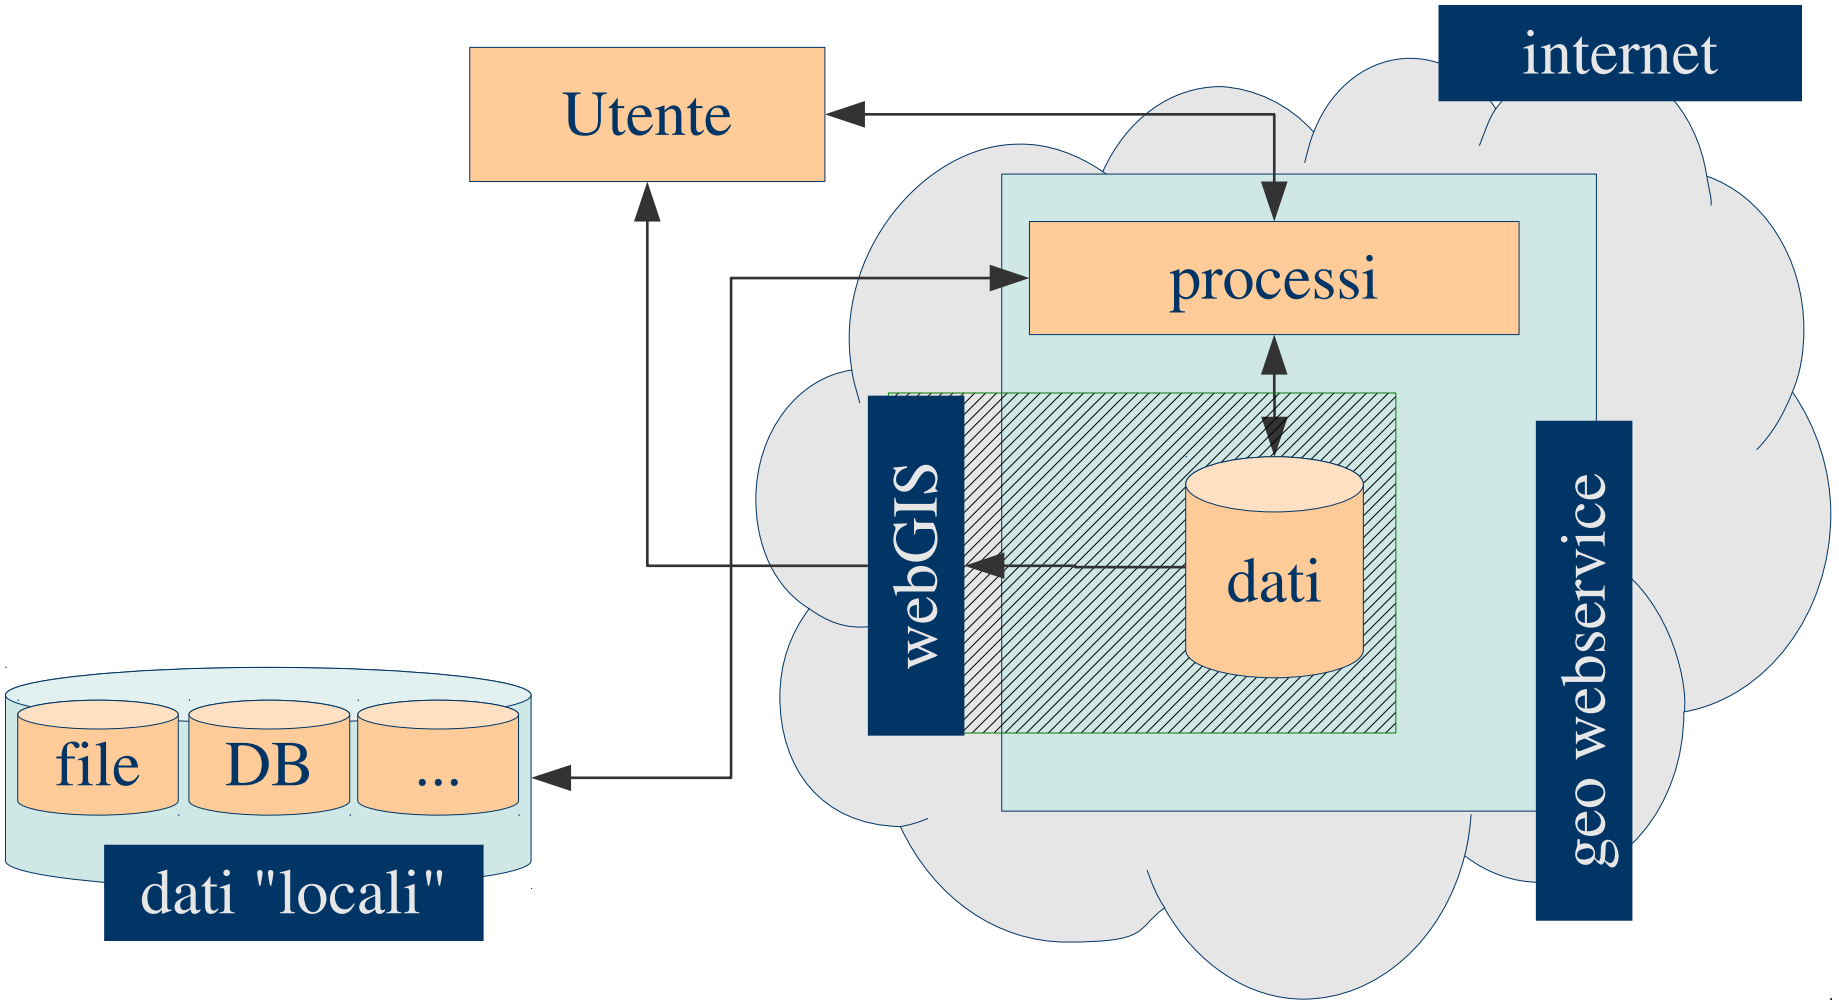 internet
Utente
processi
webGIS
dati
geo webservice
file
DB
...
dati "locali"